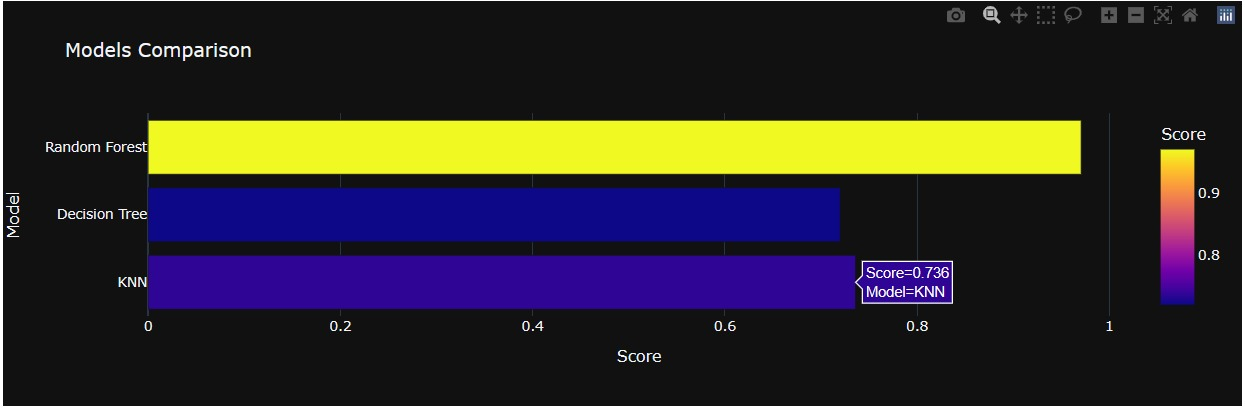 Models Comparison
Model
Random Forest
Decision Tree
KNN
Score=0.736
Model=KNN
0
0.2
0.4
0.6
0.8
1
Score
Score
0.9
0.8